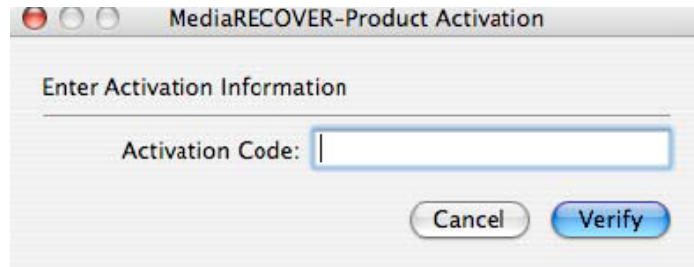 MediaRECOVER-Product Activation
Enter Activation Information
Activation Code:
Cancel Verify